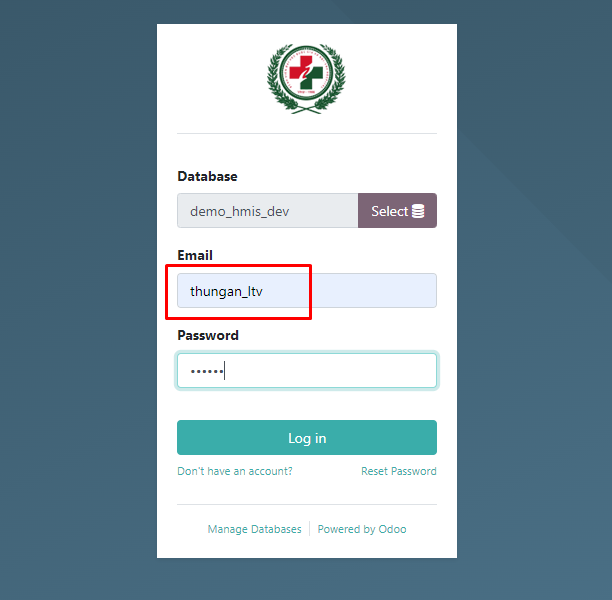 Database
demo_hmis_dev
Select
Email
thungan_ltv
Password
••••••
Log in
Don't have an account? Reset Password
Manage Databases Powered by Odoo